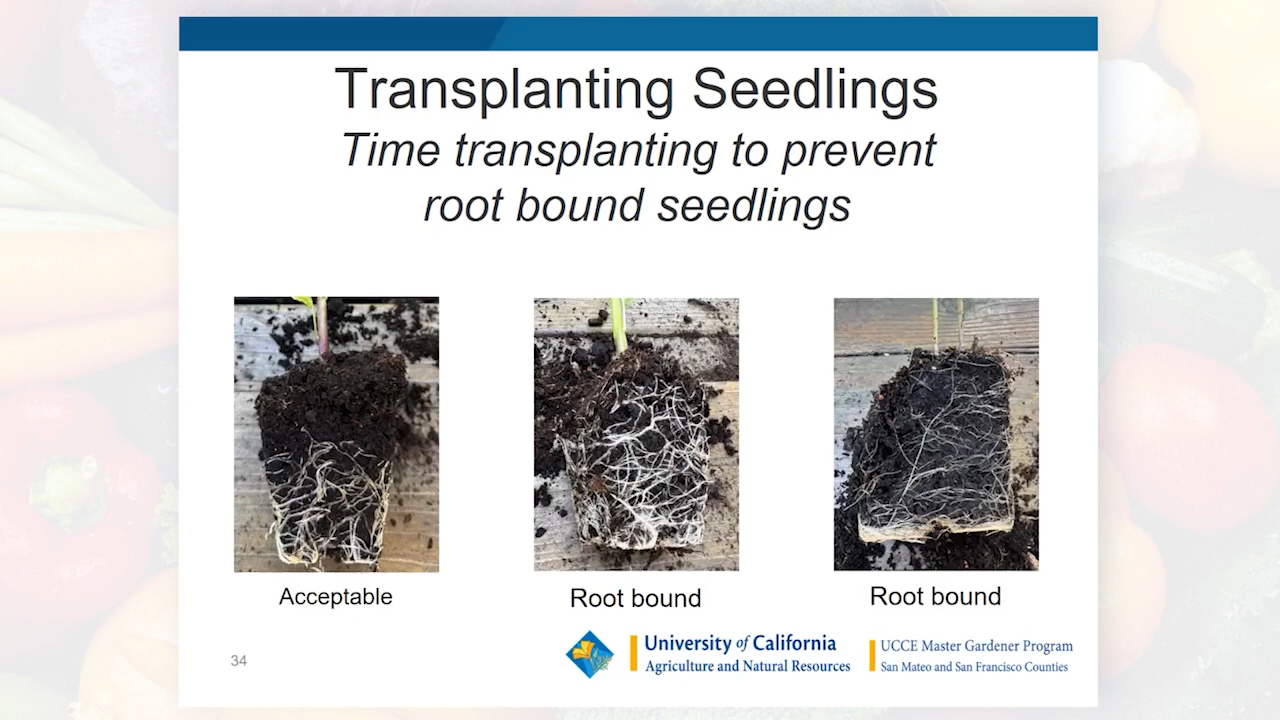 Transplanting Seedlings
Time transplanting to prevent
root bound seedlings
Acceptable
Root bound
Root bound
34
University of California
Agriculture and Natural Resources
UCCE Master Gardener Program
San Mateo and San Francisco Counties